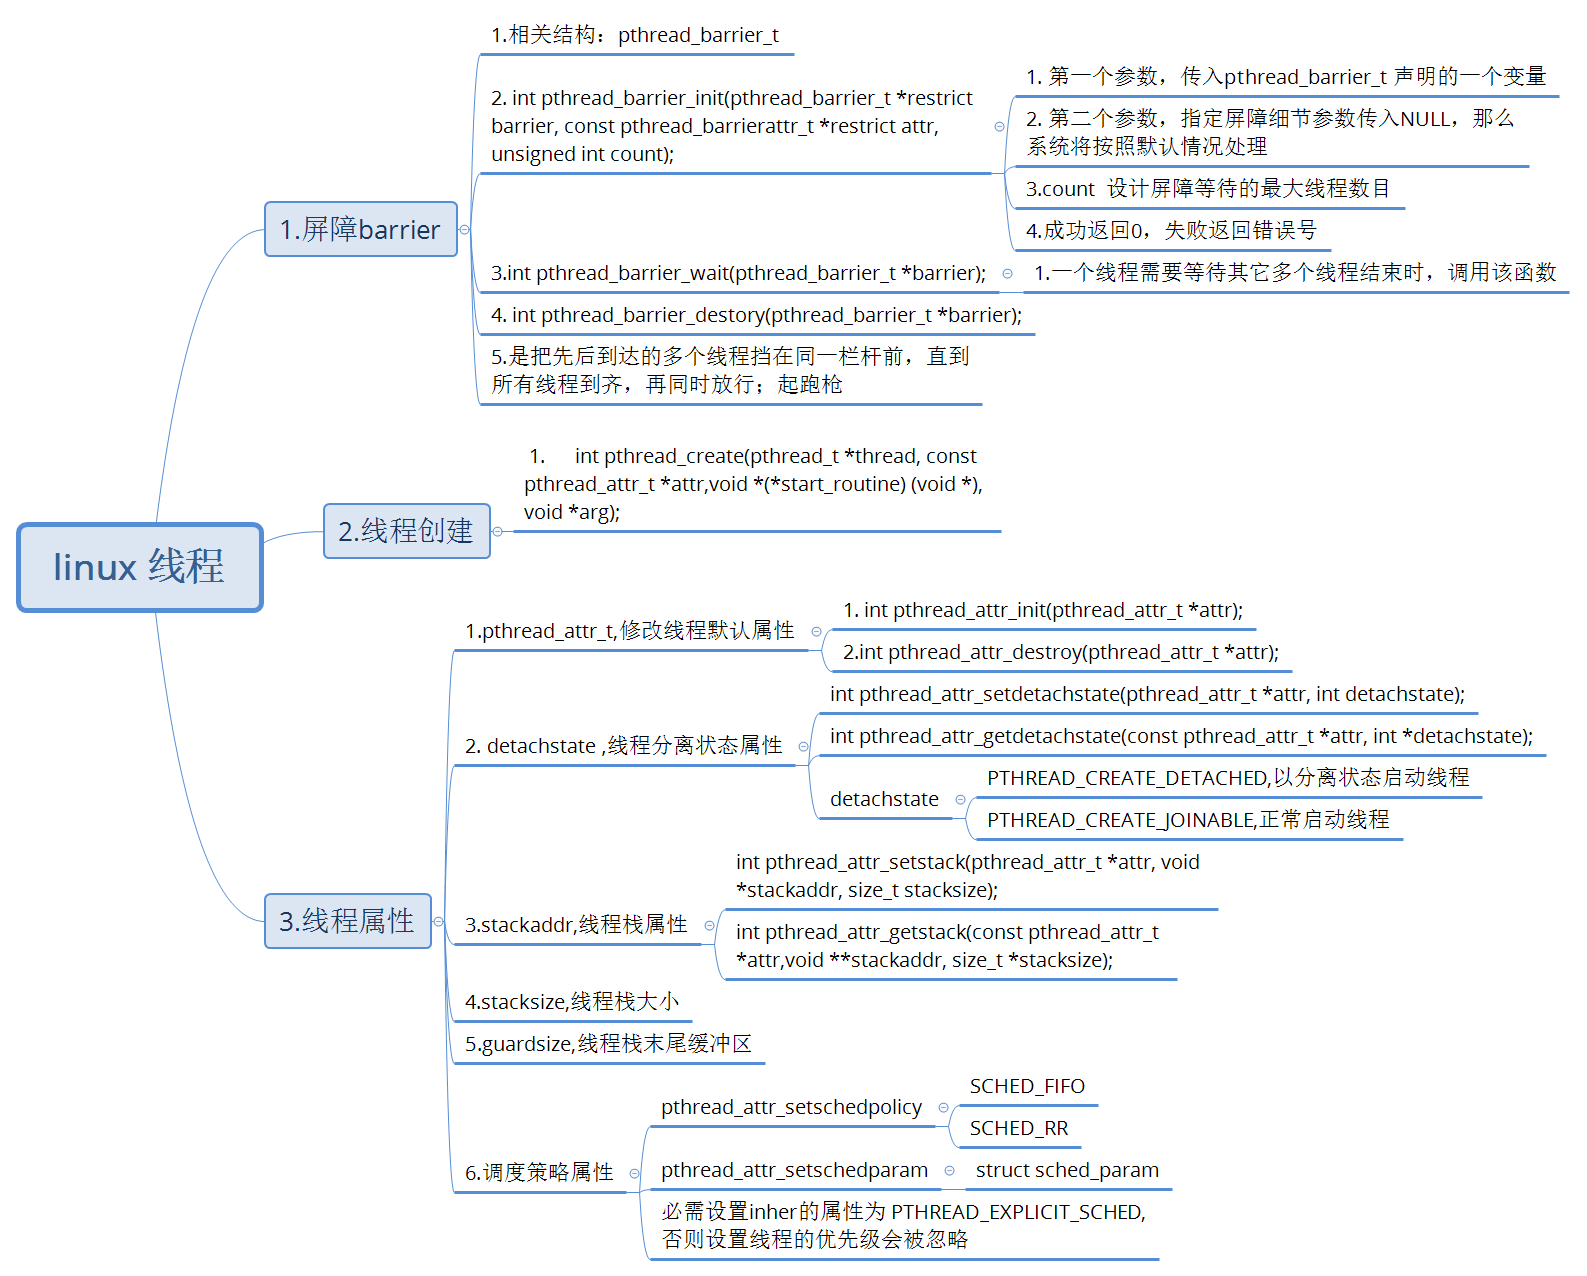 linux 线程
1.屏障barrier
1.相关结构：pthread_barrier_t
2. int pthread_barrier_init(pthread_barrier_t *restrict
barrier, const pthread_barrierattr_t *restrict attr,
unsigned int count);
1. 第一个参数，传入pthread_barrier_t 声明的一个变量
2. 第二个参数，指定屏障细节参数传入NULL，那么
系统将按照默认情况处理
3.count  设计屏障等待的最大线程数目
4.成功返回0，失败返回错误号
3.int pthread_barrier_wait(pthread_barrier_t *barrier);
1.一个线程需要等待其它多个线程结束时，调用该函数
4. int pthread_barrier_destory(pthread_barrier_t *barrier);
5.是把先后到达的多个线程挡在同一栏杆前，直到
所有线程到齐，再同时放行；起跑枪
2.线程创建
1.     int pthread_create(pthread_t *thread, const
pthread_attr_t *attr,void *(*start_routine) (void *),
void *arg);
3.线程属性
1.pthread_attr_t,修改线程默认属性
1. int pthread_attr_init(pthread_attr_t *attr);
2.int pthread_attr_destroy(pthread_attr_t *attr);
2. detachstate ,线程分离状态属性
int pthread_attr_setdetachstate(pthread_attr_t *attr, int detachstate);
int pthread_attr_getdetachstate(const pthread_attr_t *attr, int *detachstate);
detachstate
PTHREAD_CREATE_DETACHED,以分离状态启动线程
PTHREAD_CREATE_JOINABLE,正常启动线程
3.stackaddr,线程栈属性
int pthread_attr_setstack(pthread_attr_t *attr, void
*stackaddr, size_t stacksize);
int pthread_attr_getstack(const pthread_attr_t
*attr,void **stackaddr, size_t *stacksize);
4.stacksize,线程栈大小
5.guardsize,线程栈末尾缓冲区
6.调度策略属性
pthread_attr_setschedpolicy
SCHED_FIFO
SCHED_RR
pthread_attr_setschedparam
struct sched_param
必需设置inher的属性为 PTHREAD_EXPLICIT_SCHED,
否则设置线程的优先级会被忽略